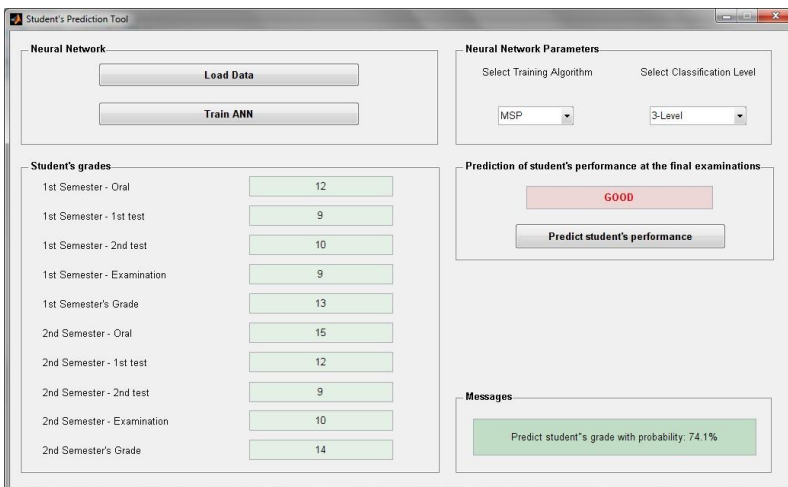 Student's Prediction Tool
Neural Network
Load Data
Train ANN
Neural Network Parameters
Select Training Algorithm
Select Classification Level
MSP
3-Level
Student's grades
1st Semester - Oral 12
1st Semester - 1st test 9
1st Semester - 2nd test 10
1st Semester - Examination 9
1st Semester's Grade 13
2nd Semester - Oral 15
2nd Semester - 1st test 12
2nd Semester - 2nd test 9
2nd Semester - Examination 10
2nd Semester's Grade 14
Prediction of student's performance at the final examinations
GOOD
Predict student's performance
Messages
Predict student"s grade with probability: 74.1%